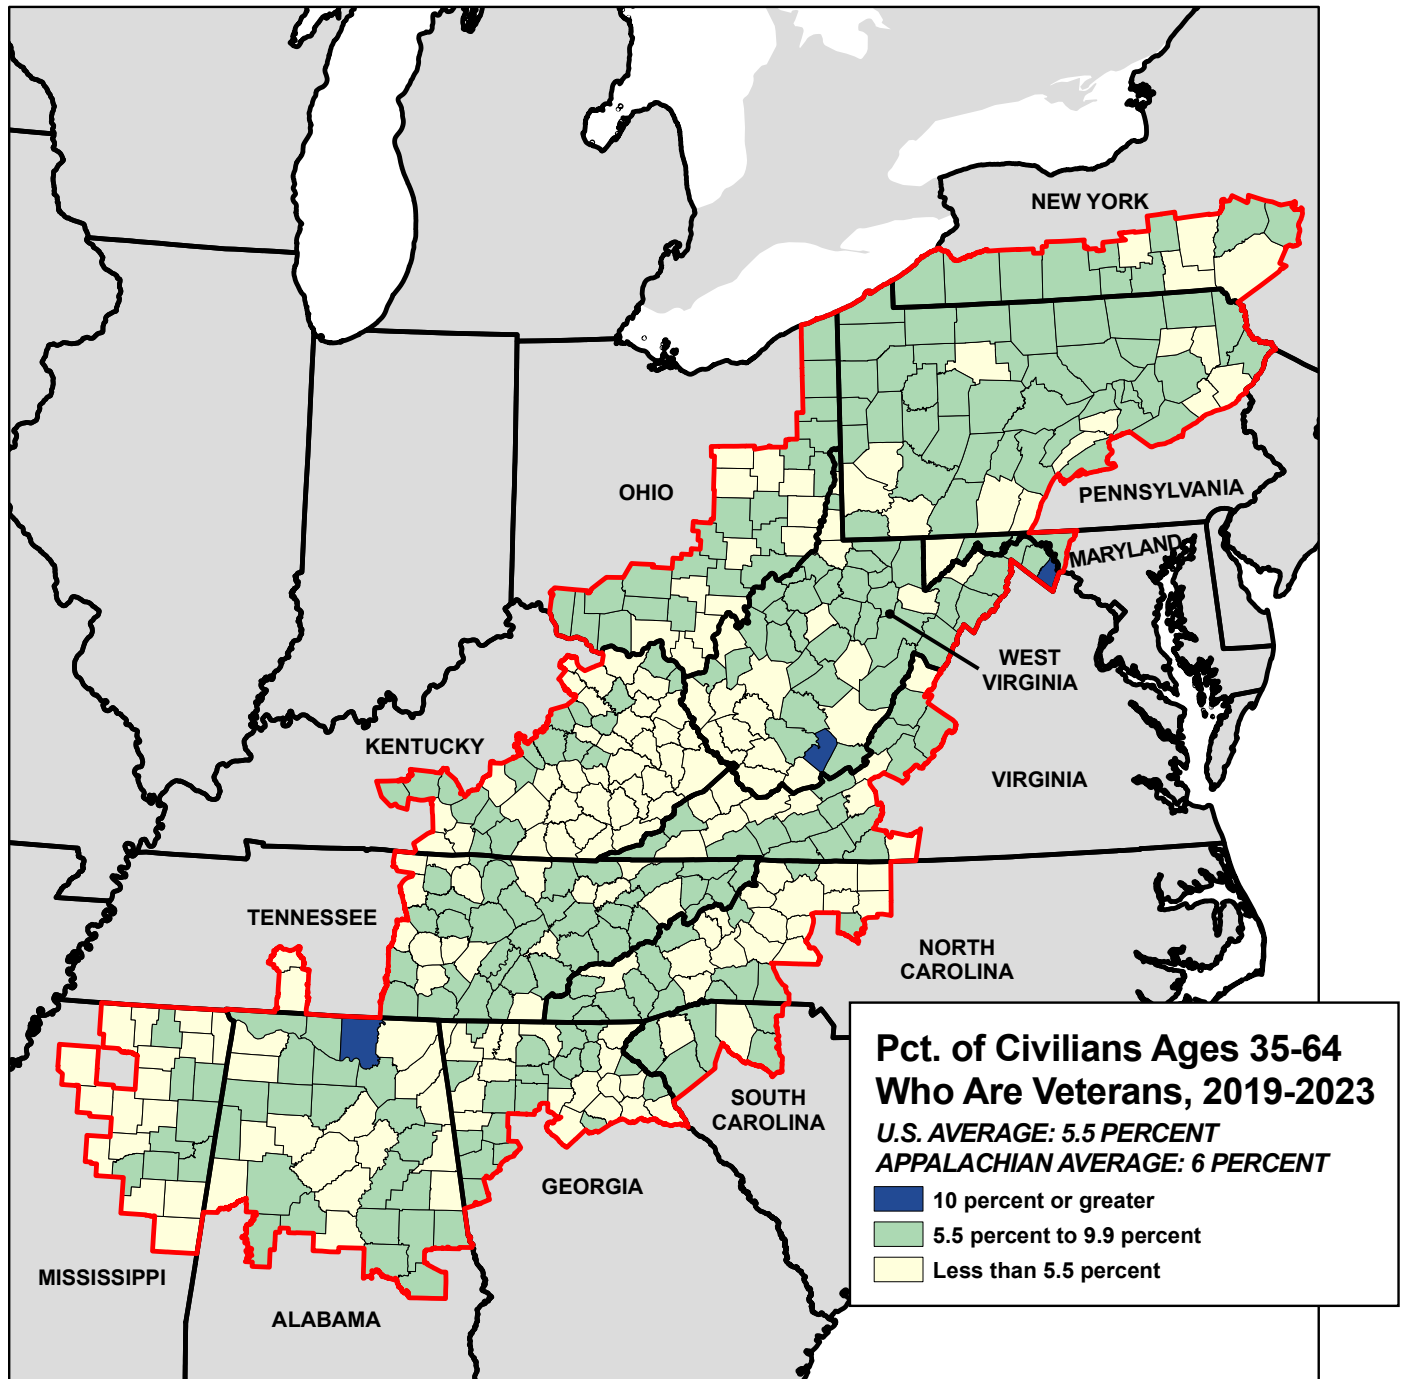 NEW YORK
OHIO
PENNSYLVANIA
MARYLAND
WEST
VIRGINIA
KENTUCKY
VIRGINIA
TENNESSEE
NORTH
CAROLINA
SOUTH
CAROLINA
GEORGIA
MISSISSIPPI
ALABAMA
Pct. of Civilians Ages 35-64
Who Are Veterans, 2019-2023
U.S. AVERAGE: 5.5 PERCENT
APPALACHIAN AVERAGE: 6 PERCENT
10 percent or greater
5.5 percent to 9.9 percent
Less than 5.5 percent